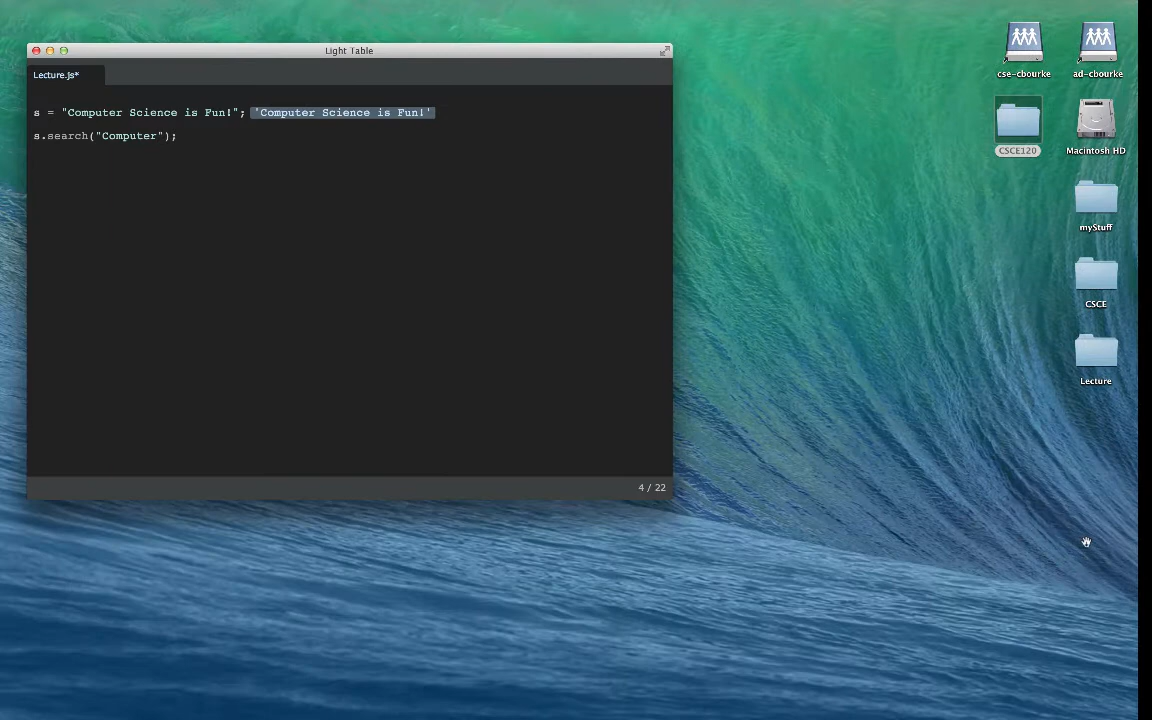 Light Table
Lecture.js*
s = "Computer Science is Fun!"; 'Computer Science is Fun!'
s.search("Computer");
4 / 22
cse-cbourke
ad-cbourke
CSCE120
Macintosh HD
myStuff
CSCE
Lecture